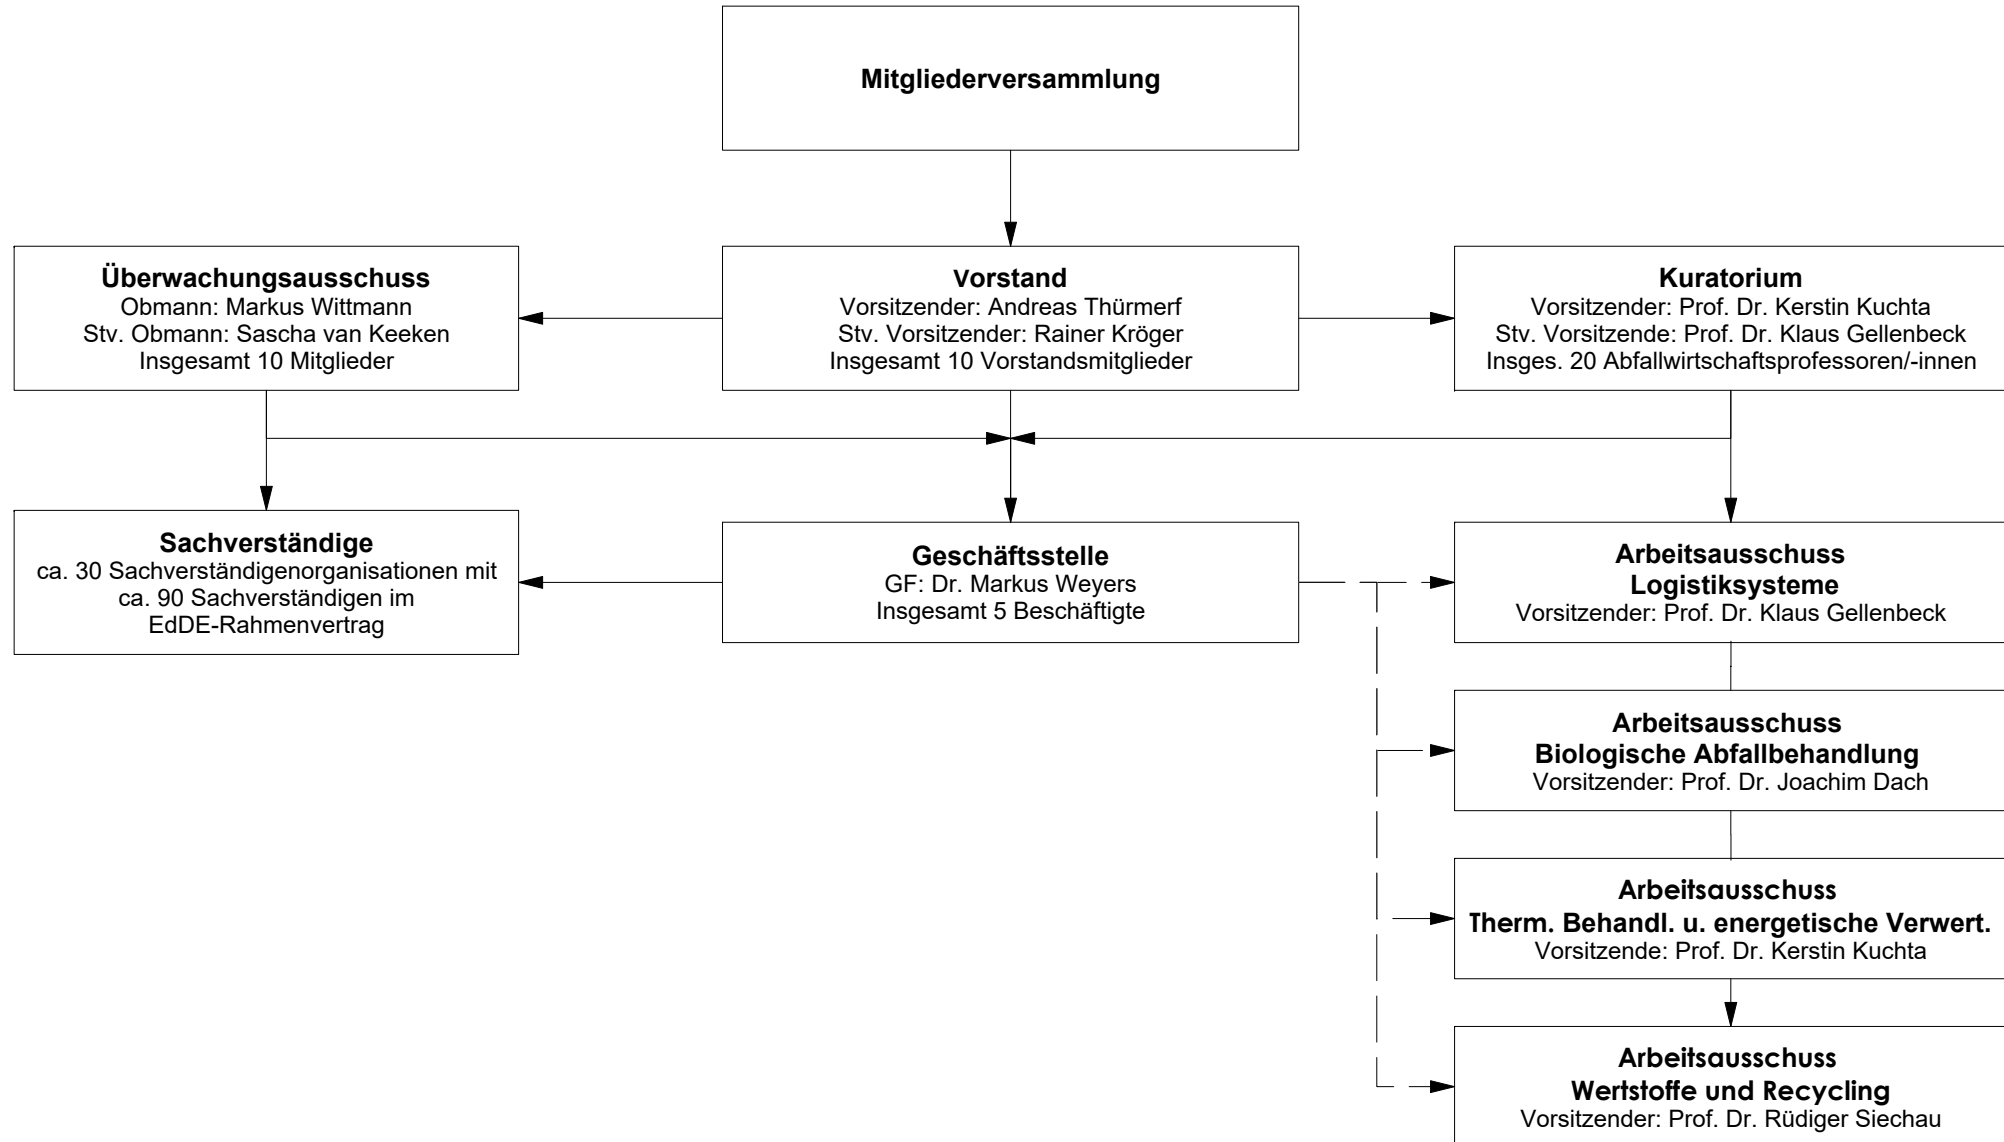 Mitgliederversammlung
Überwachungsausschuss
Obmann: Markus Wittmann
Stv. Obmann: Sascha van Keeken
Insgesamt 10 Mitglieder
Vorstand
Vorsitzender: Andreas Thürmerf
Stv. Vorsitzender: Rainer Kröger
Insgesamt 10 Vorstandsmitglieder
Kuratorium
Vorsitzender: Prof. Dr. Kerstin Kuchta
Stv. Vorsitzende: Prof. Dr. Klaus Gellenbeck
Insges. 20 Abfallwirtschaftsprofessoren/-innen
Sachverständige
ca. 30 Sachverständigenorganisationen mit
ca. 90 Sachverständigen im
EdDE-Rahmenvertrag
Geschäftsstelle
GF: Dr. Markus Weyers
Insgesamt 5 Beschäftigte
Arbeitsausschuss
Logistiksysteme
Vorsitzender: Prof. Dr. Klaus Gellenbeck
Arbeitsausschuss
Biologische Abfallbehandlung
Vorsitzender: Prof. Dr. Joachim Dach
Arbeitsausschuss
Therm. Behandl. u. energetische Verwert.
Vorsitzende: Prof. Dr. Kerstin Kuchta
Arbeitsausschuss
Wertstoffe und Recycling
Vorsitzender: Prof. Dr. Rüdiger Siechau